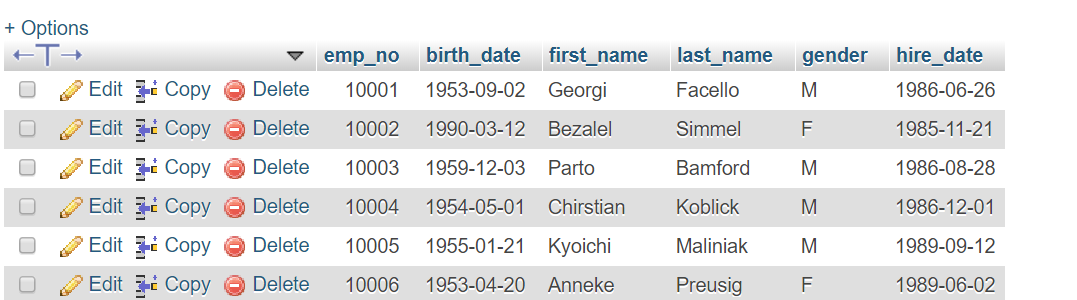 + Options
←T→ emp_no birth_date first_name last_name gender hire_date
Edit Copy Delete 10001 1953-09-02 Georgi Facello M 1986-06-26
Edit Copy Delete 10002 1990-03-12 Bezalel Simmel F 1985-11-21
Edit Copy Delete 10003 1959-12-03 Parto Bamford M 1986-08-28
Edit Copy Delete 10004 1954-05-01 Chirstian Koblick M 1986-12-01
Edit Copy Delete 10005 1955-01-21 Kyoichi Maliniak M 1989-09-12
Edit Copy Delete 10006 1953-04-20 Anneke Preusig F 1989-06-02